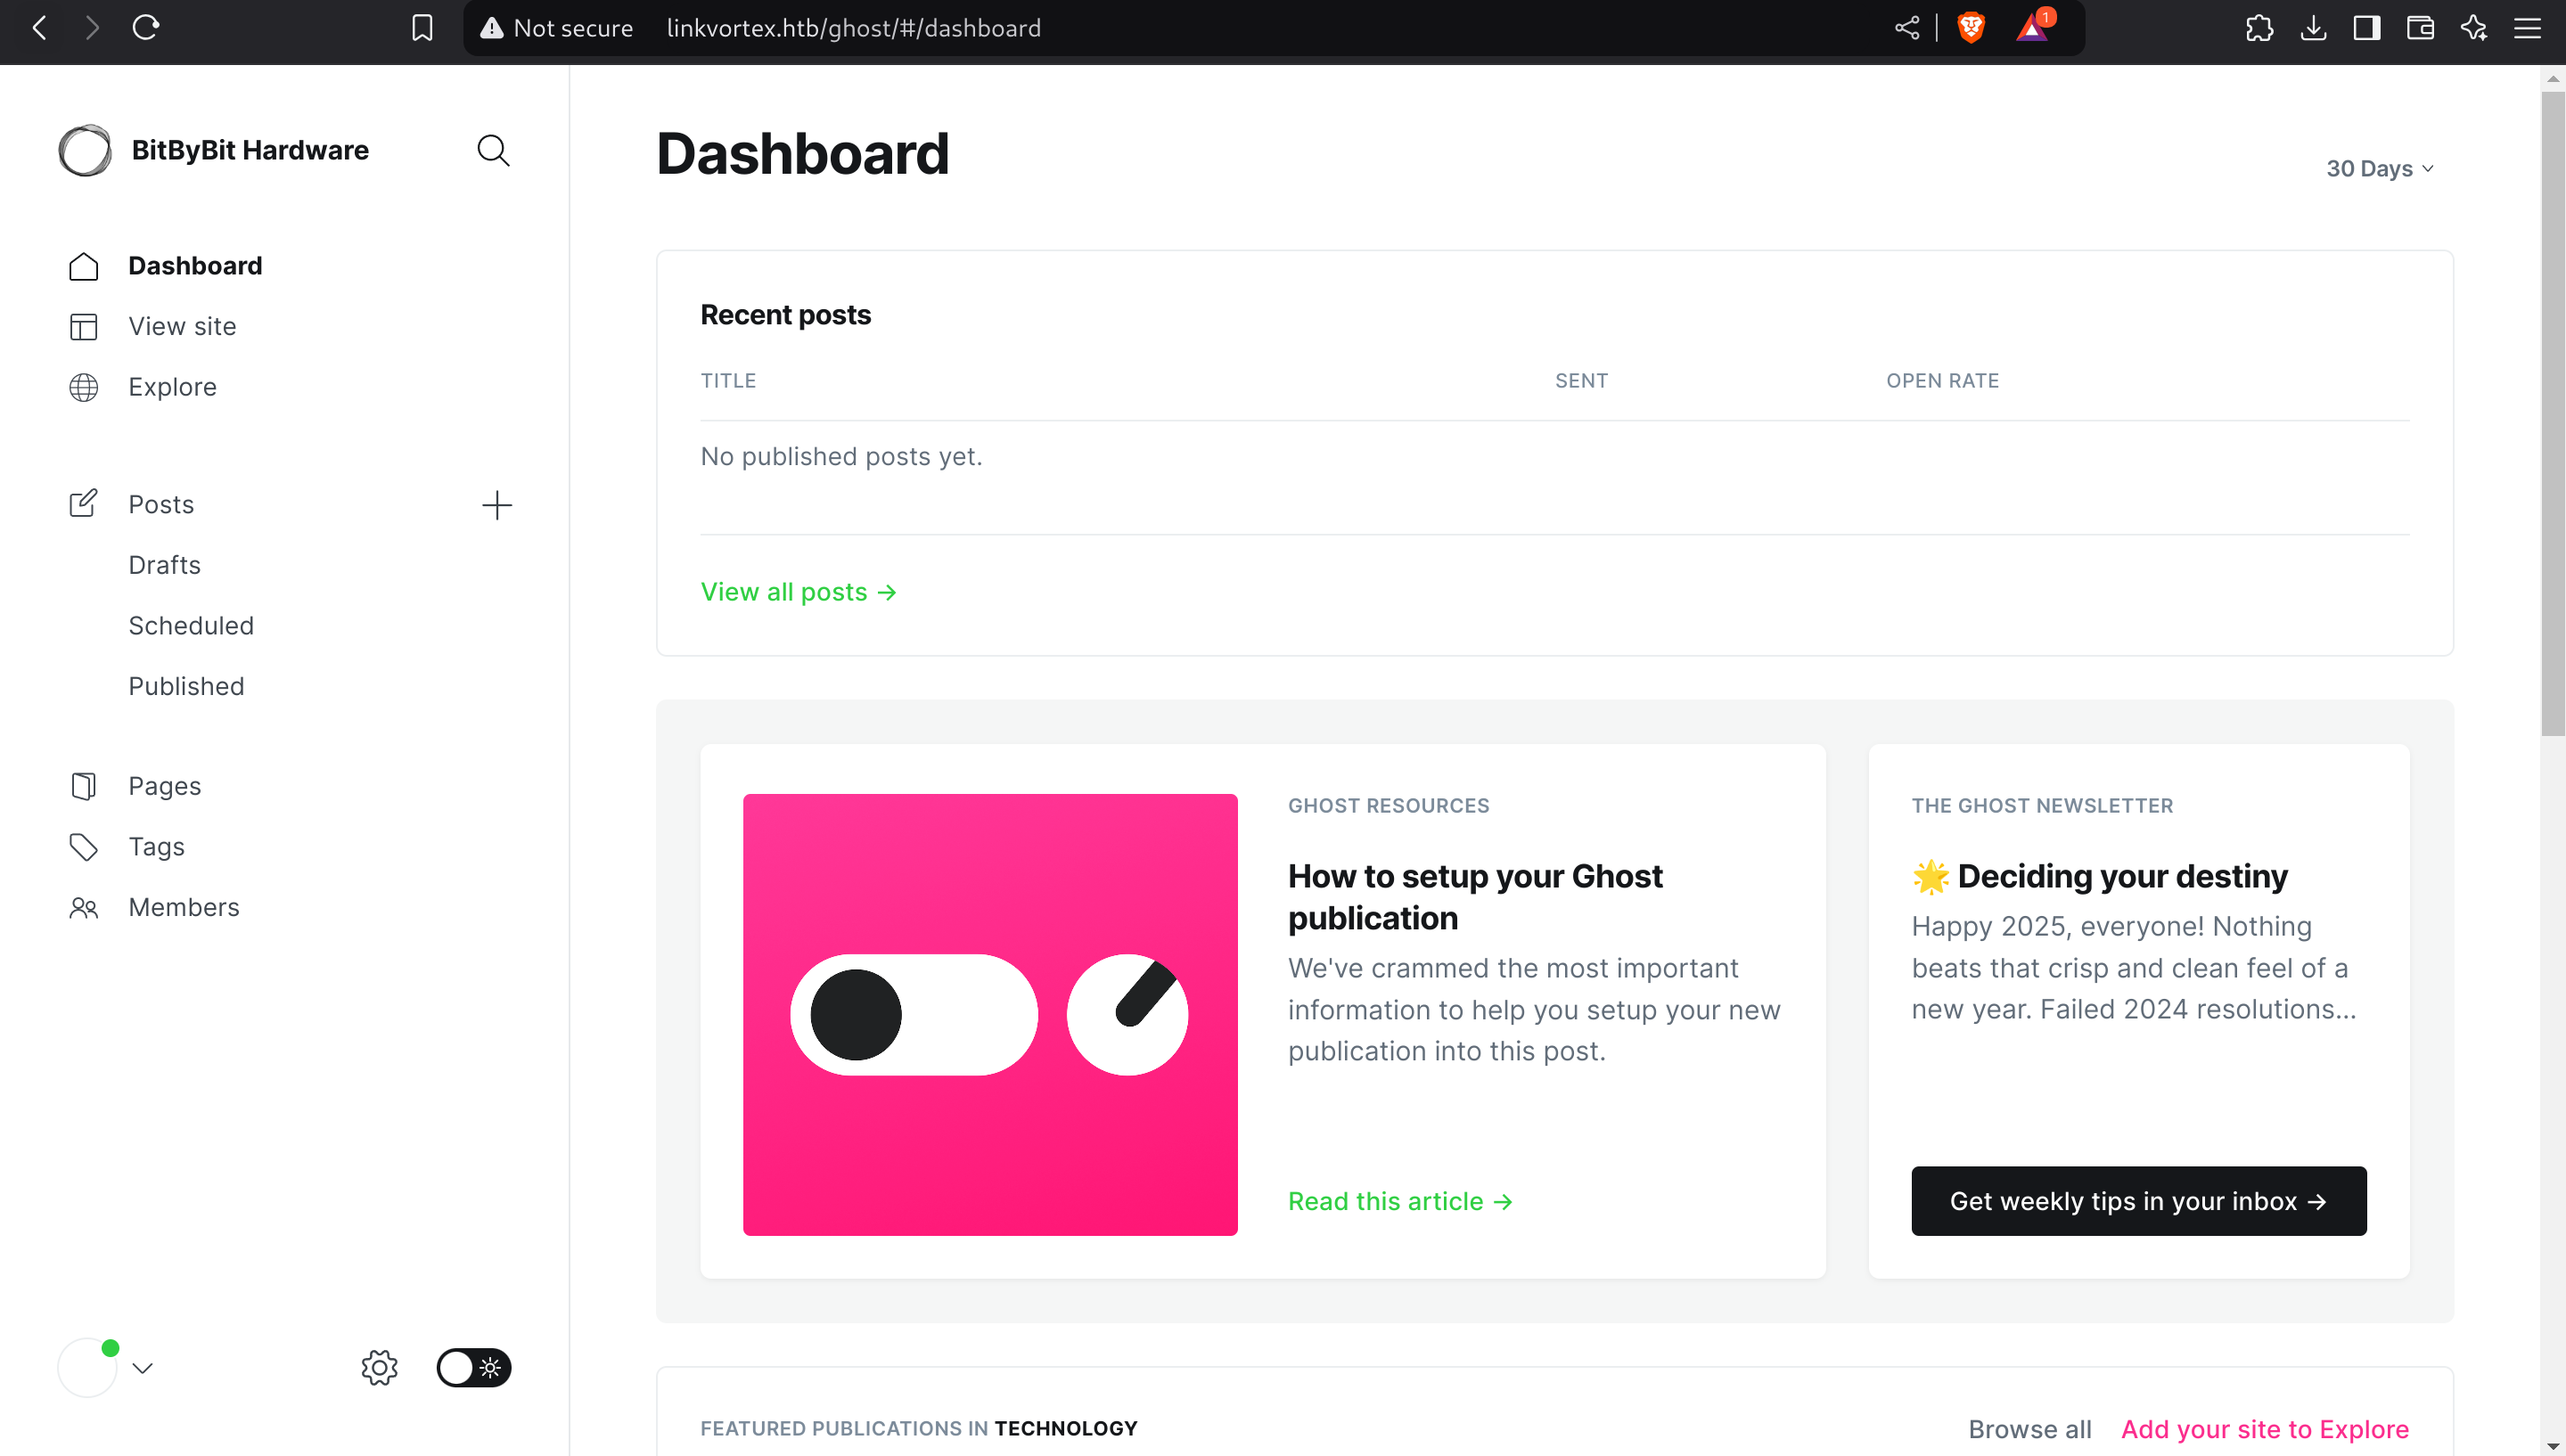 Not secure linkvortex.htb/ghost/#/dashboard
1
BitByBit Hardware
Dashboard
View site
Explore
Posts
Drafts
Scheduled
Published
Pages
Tags
Members
Dashboard
30 Days
Recent posts
TITLE SENT OPEN RATE
No published posts yet.
View all posts →
GHOST RESOURCES
How to setup your Ghost
publication
We've crammed the most important
information to help you setup your new
publication into this post.
Read this article →
THE GHOST NEWSLETTER
🌟 Deciding your destiny
Happy 2025, everyone! Nothing
beats that crisp and clean feel of a
new year. Failed 2024 resolutions...
Get weekly tips in your inbox →
FEATURED PUBLICATIONS IN TECHNOLOGY
Browse all Add your site to Explore